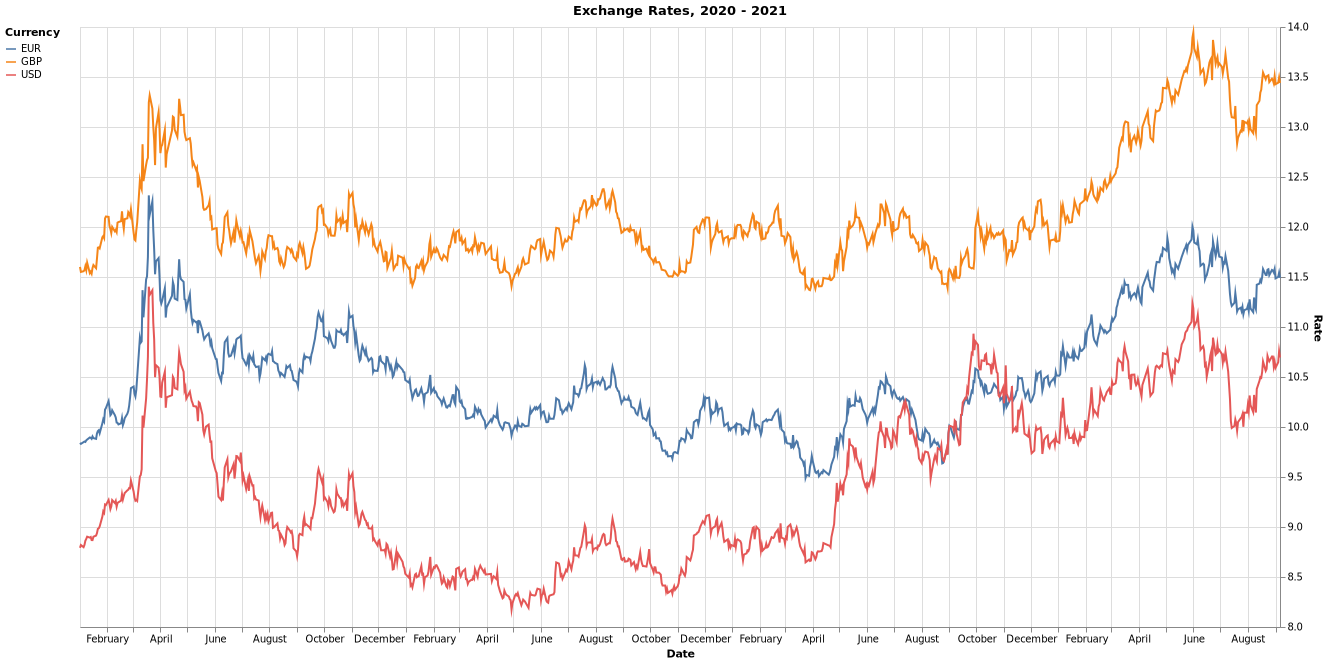 Exchange Rates, 2020 - 2021
Currency
EUR
GBP
USD
14.0
13.5
13.0
12.5
12.0
11.5
11.0
10.5
10.0
9.5
9.0
8.5
8.0
Rate
February April June August October December February April June August October December February April June August October December February April June August
Date